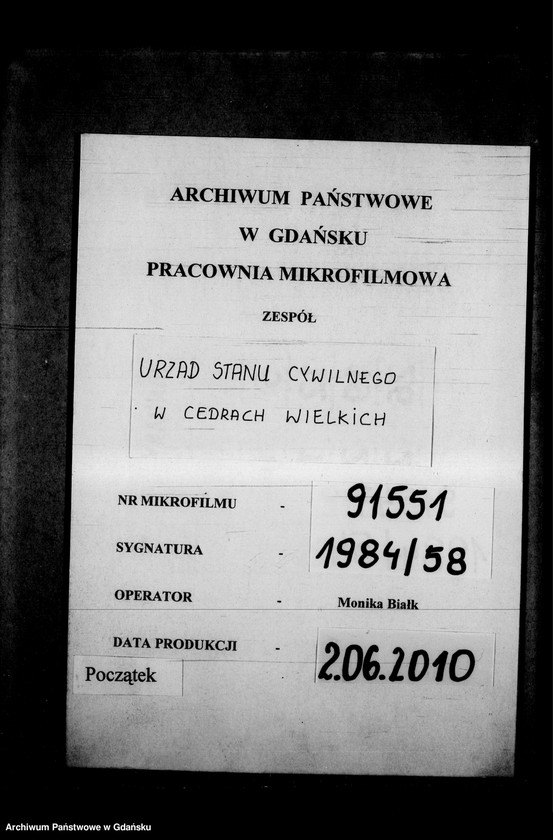 ARCHIWUM PAŃSTWOWE
W GDAŃSKU
PRACOWNIA MIKROFILMOWA
ZESPÓŁ
URZĄD STANU CYWILNEGO
W CEDRACH WIELKICH
NR MIKROFILMU - 91551
SYGNATURA - 1984/58
OPERATOR - Monika Białk
DATA PRODUKCJI - 2.06.2010
Początek
Archiwum Państwowe w Gdańsku